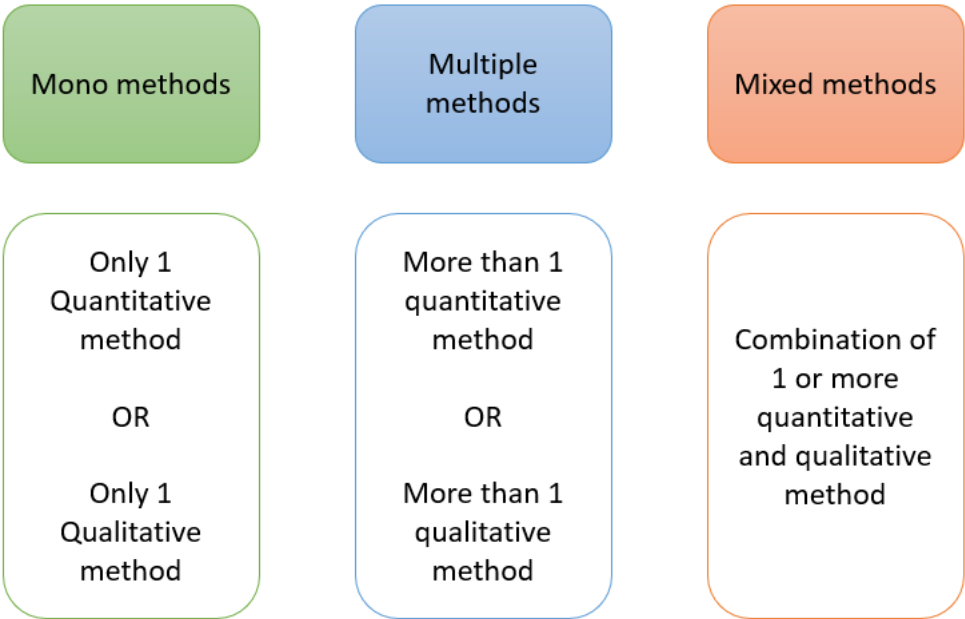 Mono methods
Multiple
methods
Mixed methods
Only 1
Quantitative
method
OR
Only 1
Qualitative
method
More than 1
quantitative
method
OR
More than 1
qualitative
method
Combination of
1 or more
quantitative
and qualitative
method